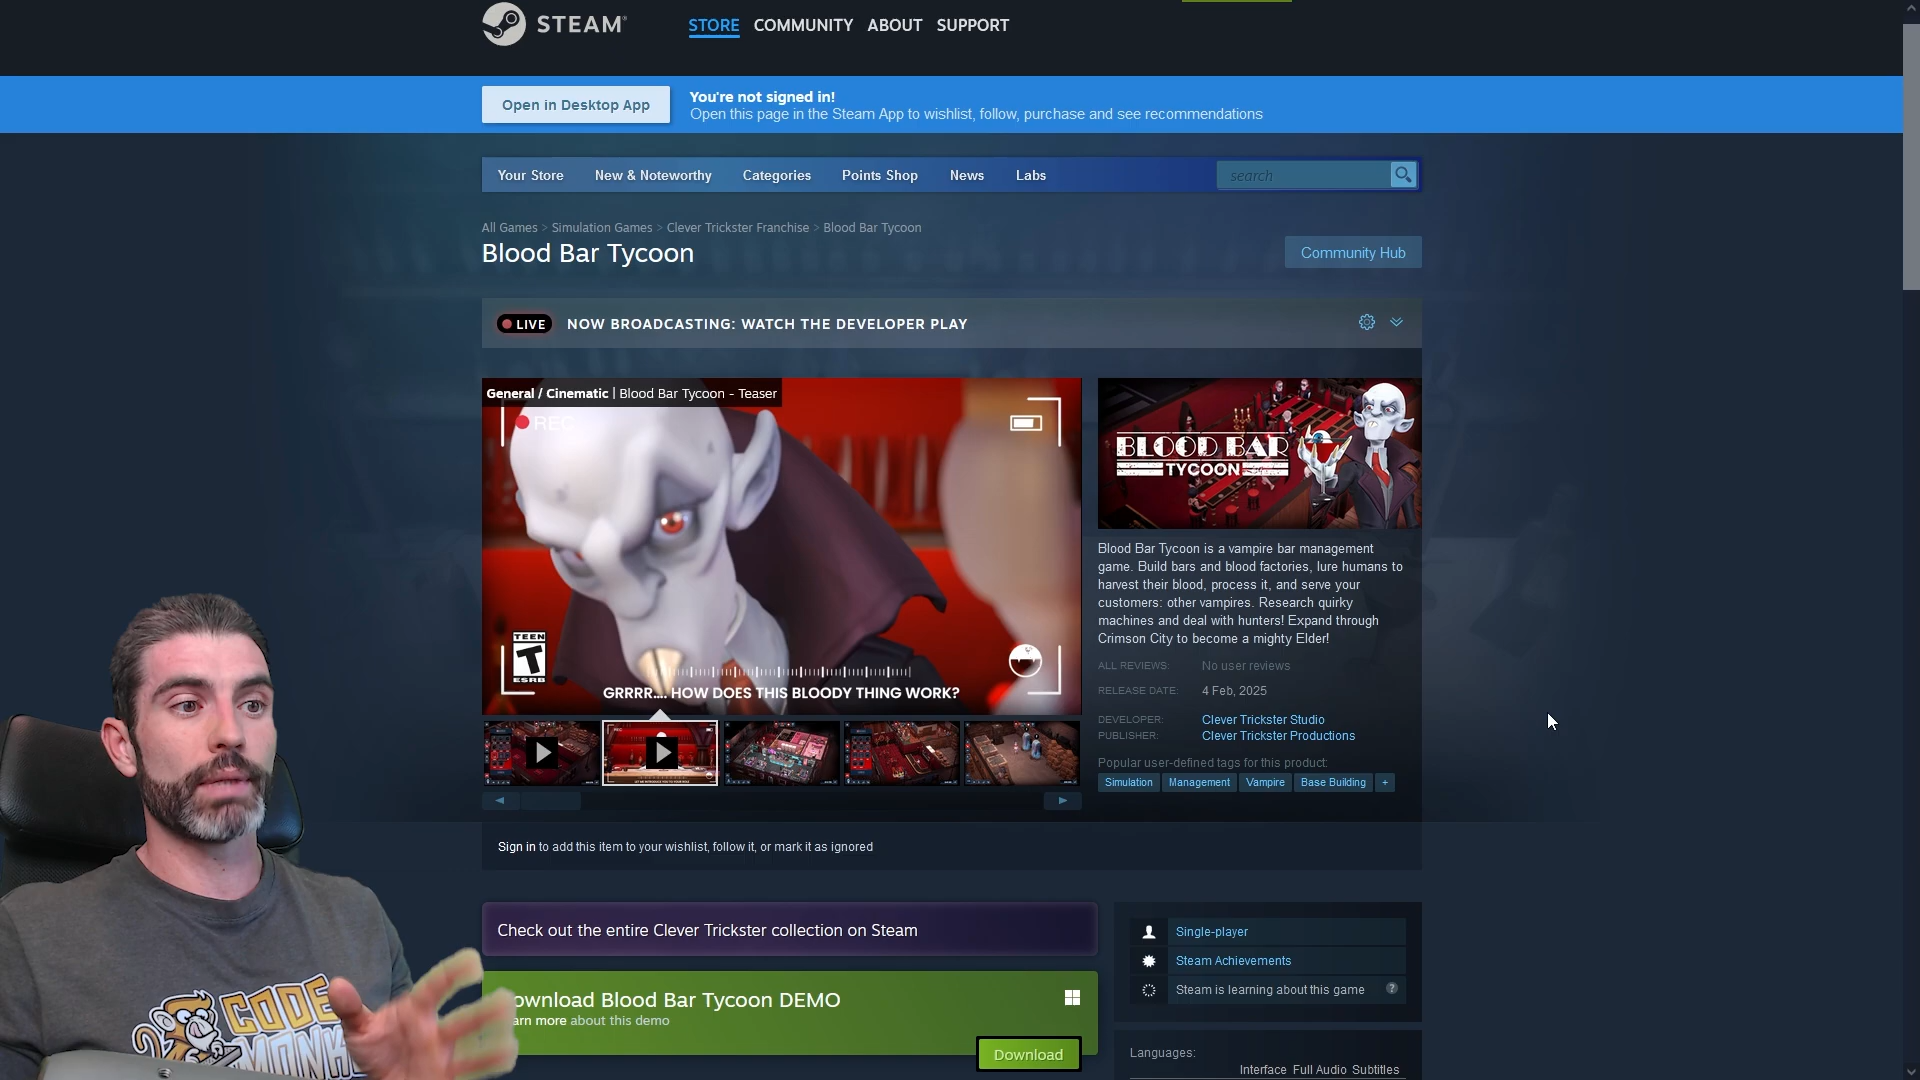 STEAM
STORE COMMUNITY ABOUT SUPPORT
Open in Desktop App
You're not signed in!
Open this page in the Steam App to wishlist, follow, purchase and see recommendations
Your Store New & Noteworthy Categories Points Shop News Labs
search
All Games > Simulation Games > Clever Trickster Franchise > Blood Bar Tycoon
Blood Bar Tycoon
Community Hub
LIVE NOW BROADCASTING: WATCH THE DEVELOPER PLAY
General / Cinematic | Blood Bar Tycoon - Teaser
REC
TEEN
T
ESRB
GRRRR.... HOW DOES THIS BLOODY THING WORK?
BLOOD BAR
TYCOON
Blood Bar Tycoon is a vampire bar management
game. Build bars and blood factories, lure humans to
harvest their blood, process it, and serve your
customers: other vampires. Research quirky
machines and deal with hunters! Expand through
Crimson City to become a mighty Elder!
ALL REVIEWS: No user reviews
RELEASE DATE: 4 Feb, 2025
DEVELOPER: Clever Trickster Studio
PUBLISHER: Clever Trickster Productions
Popular user-defined tags for this product:
Simulation Management Vampire Base Building +
Sign in to add this item to your wishlist, follow it, or mark it as ignored
Check out the entire Clever Trickster collection on Steam
ownload Blood Bar Tycoon DEMO
arn more about this demo
Download
Single-player
Steam Achievements
Steam is learning about this game ?
Languages:
Interface Full Audio Subtitles
CODE
MONK